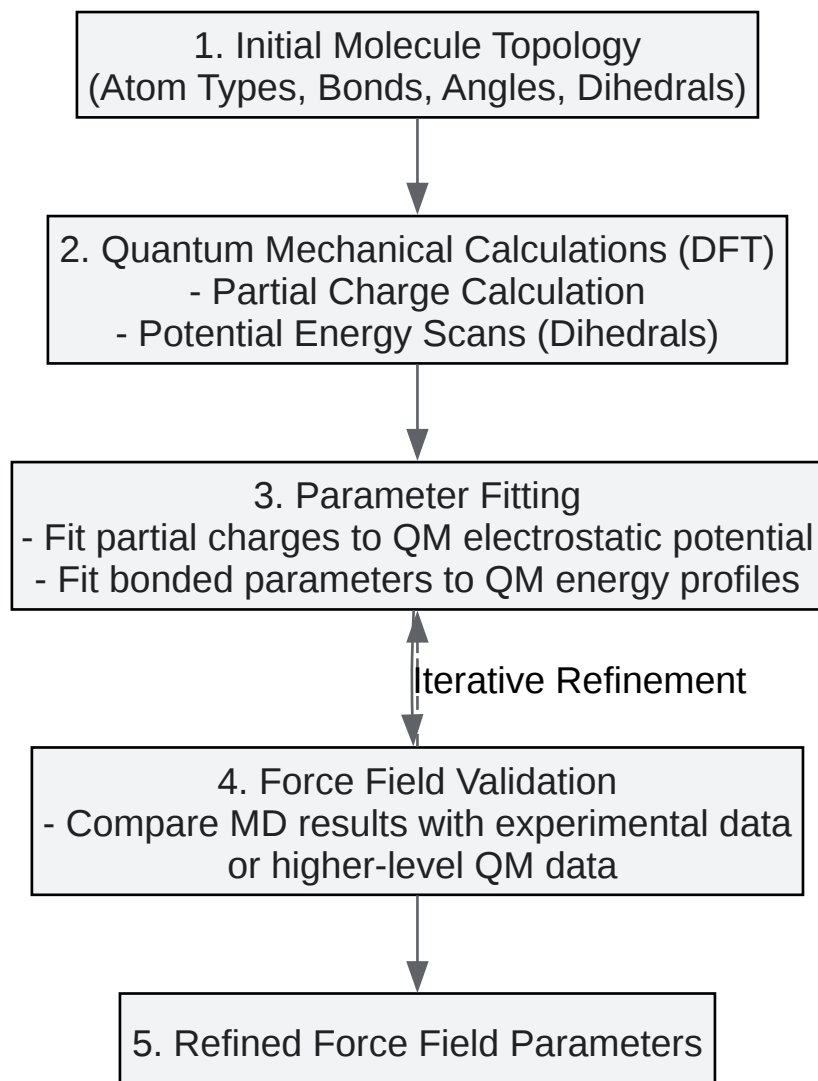 1. Initial Molecule Topology
(Atom Types, Bonds, Angles, Dihedrals)
2. Quantum Mechanical Calculations (DFT)
- Partial Charge Calculation
- Potential Energy Scans (Dihedrals)
3. Parameter Fitting
- Fit partial charges to QM electrostatic potential
- Fit bonded parameters to QM energy profiles
Iterative Refinement
4. Force Field Validation
- Compare MD results with experimental data
or higher-level QM data
5. Refined Force Field Parameters